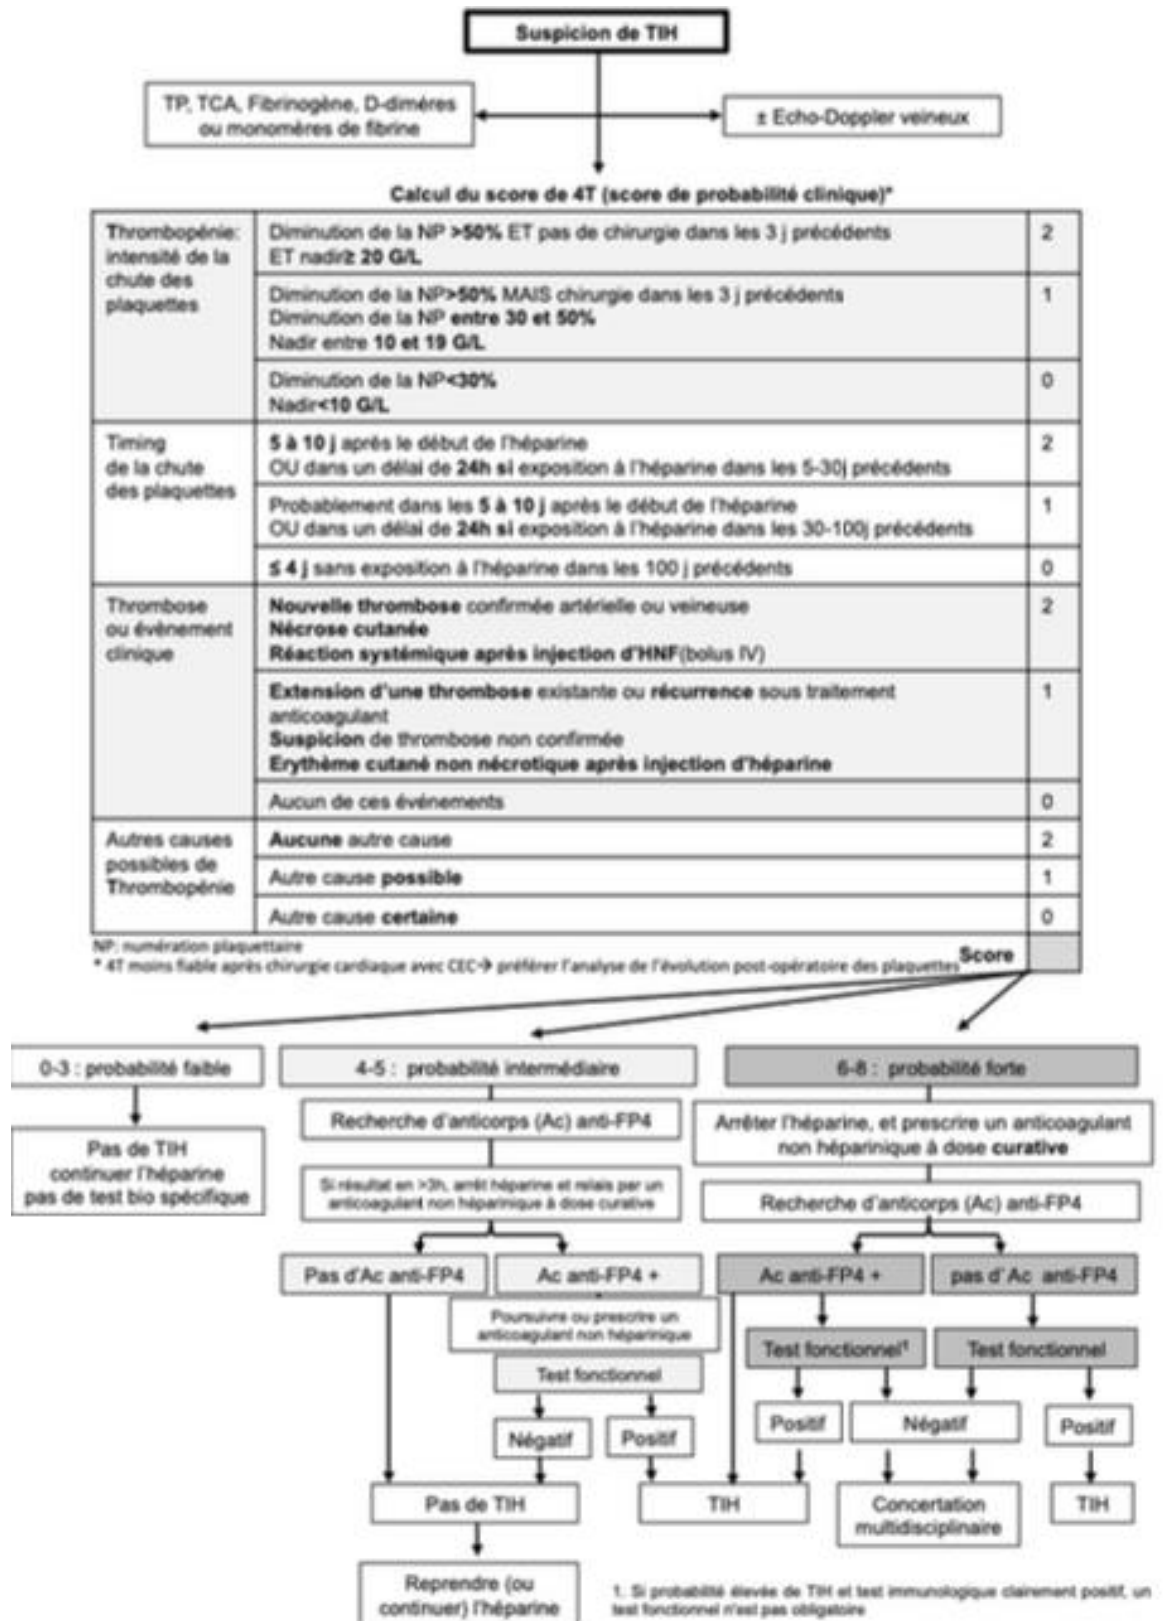 Suspicion de TIH
TP, TCA, Fibrinogène, D-dimères
ou monomères de fibrine
± Echo-Doppler veineux
Calcul du score de 4T (score de probabilité clinique)*
Thrombopénie:
intensité de la
chute des
plaquettes
Diminution de la NP >50% ET pas de chirurgie dans les 3 j précédents
ET nadir≥ 20 G/L
2
Diminution de la NP>50% MAIS chirurgie dans les 3 j précédents
Diminution de la NP entre 30 et 50%
Nadir entre 10 et 19 G/L
1
Diminution de la NP<30%
Nadir<10 G/L
0
Timing
de la chute
des plaquettes
5 à 10 j après le début de l'héparine
OU dans un délai de 24h si exposition à l'héparine dans les 5-30j précédents
2
Probablement dans les 5 à 10 j après le début de l'héparine
OU dans un délai de 24h si exposition à l'héparine dans les 30-100j précédents
1
≤ 4 j sans exposition à l'héparine dans les 100 j précédents
0
Thrombose
ou évènement
clinique
Nouvelle thrombose confirmée artérielle ou veineuse
Nécrose cutanée
Réaction systémique après injection d'HNF(bolus IV)
2
Extension d'une thrombose existante ou récurrence sous traitement
anticoagulant
Suspicion de thrombose non confirmée
Erythème cutané non nécrotique après injection d'héparine
1
Aucun de ces événements
0
Autres causes
possibles de
Thrombopénie
Aucune autre cause
2
Autre cause possible
1
Autre cause certaine
0
NP: numération plaquettaire
* 4T moins fiable après chirurgie cardiaque avec CEC→ préférer l'analyse de l'évolution post-opératoire des plaquettes
Score
0-3 : probabilité faible
4-5 : probabilité intermédiaire
6-8 : probabilité forte
Pas de TIH
continuer l'héparine
pas de test bio spécifique
Recherche d'anticorps (Ac) anti-FP4
Arrêter l'héparine, et prescrire un anticoagulant
non héparinique à dose curative
Si résultat en >3h, arrêt héparine et relais par un
anticoagulant non héparinique à dose curative
Recherche d'anticorps (Ac) anti-FP4
Pas d'Ac anti-FP4
Ac anti-FP4 +
Ac anti-FP4 +
pas d'Ac anti-FP4
Poursuivre ou prescrire un
anticoagulant non héparinique
Test fonctionnel
Test fonctionnel¹
Test fonctionnel
Négatif
Positif
Positif
Négatif
Positif
Pas de TIH
TIH
Concertation
multidisciplinaire
TIH
Reprendre (ou
continuer) l'héparine
1. Si probabilité élevée de TIH et test immunologique clairement positif, un
test fonctionnel n'est pas obligatoire